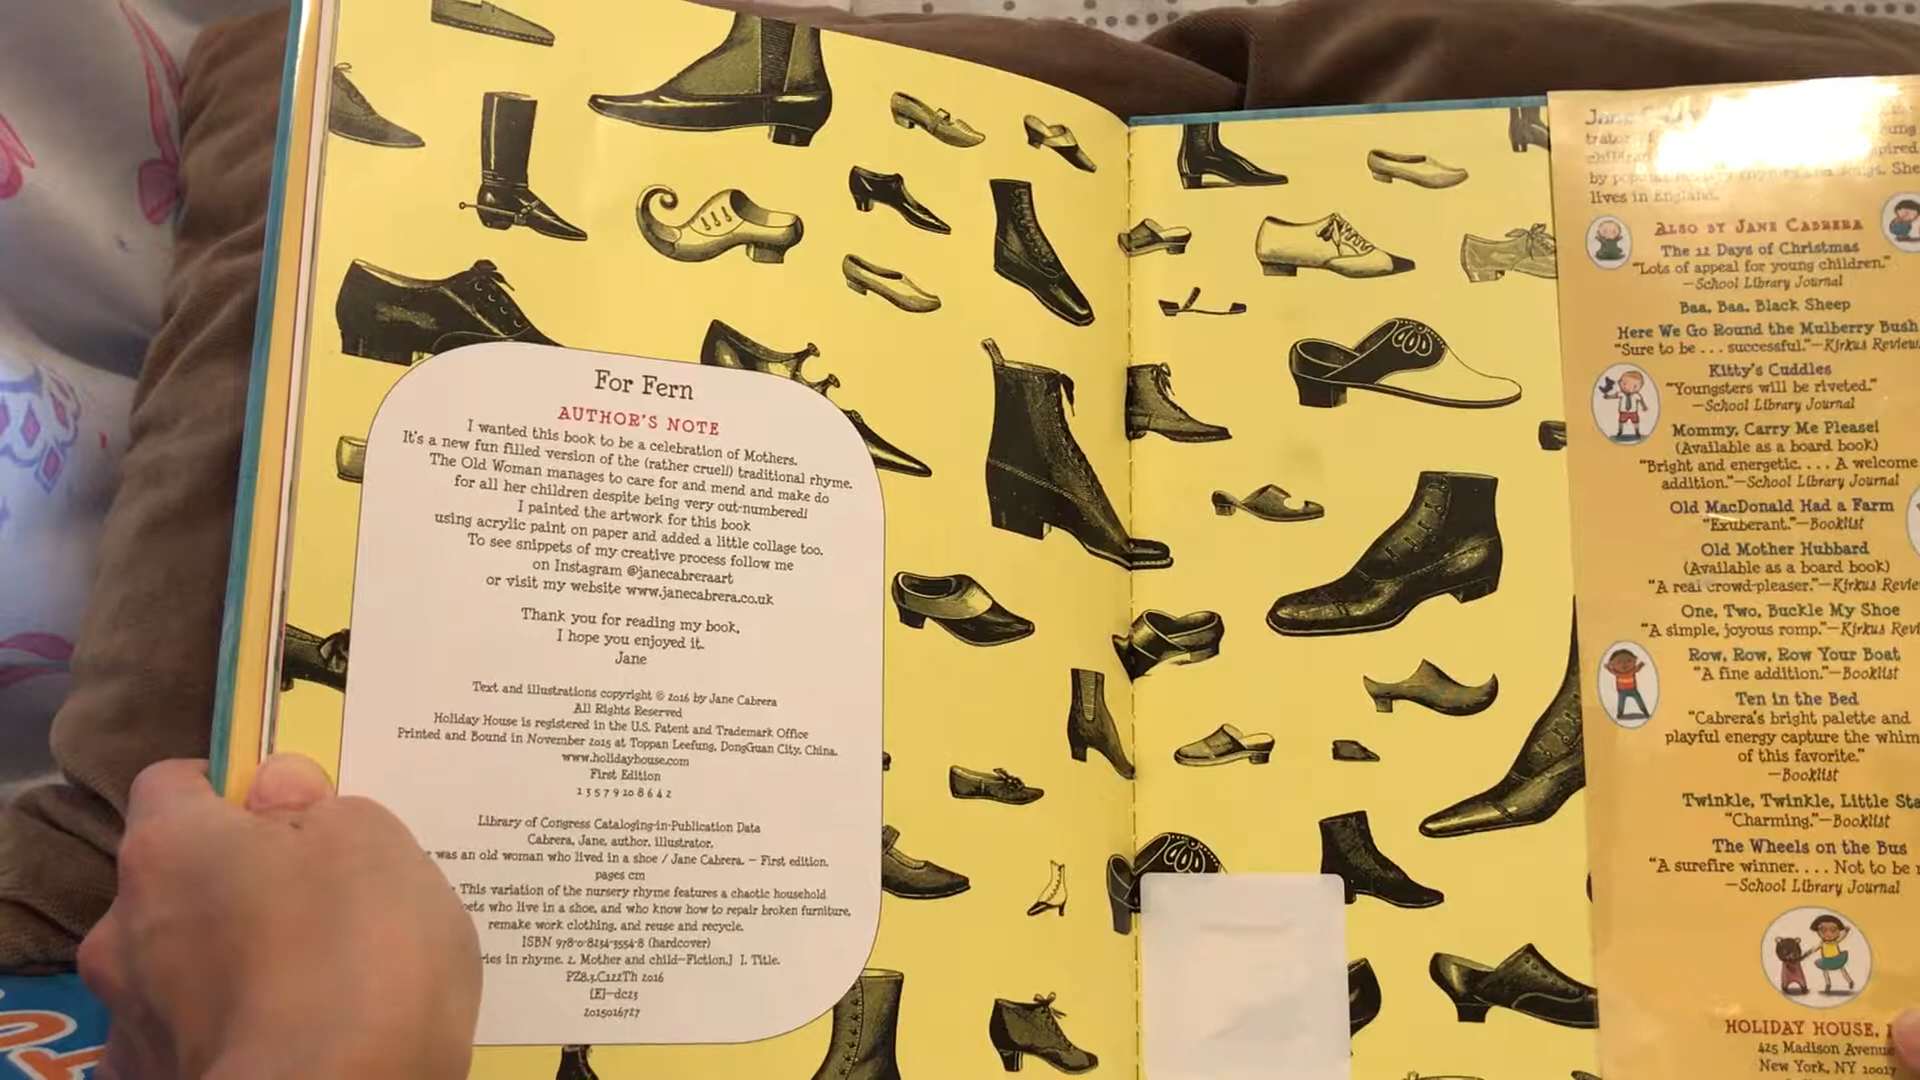 For Fern
AUTHOR'S NOTE
I wanted this book to be a celebration of Mothers.
It's a new fun filled version of the (rather cruel!) traditional rhyme.
The Old Woman manages to care for and mend and make do
for all her children despite being very out-numbered!
I painted the artwork for this book
using acrylic paint on paper and added a little collage too.
To see snippets of my creative process follow me
on Instagram @janecabreraart
or visit my website www.janecabrera.co.uk
Thank you for reading my book,
I hope you enjoyed it.
Jane
Text and illustrations copyright © 2016 by Jane Cabrera
All Rights Reserved
Holiday House is registered in the U.S. Patent and Trademark Office
Printed and Bound in November 2015 at Toppan Leefung, DongGuan City, China.
www.holidayhouse.com
First Edition
1 3 5 7 9 10 8 6 4 2
Library of Congress Cataloging-in-Publication Data
Cabrera, Jane, author, illustrator.
was an old woman who lived in a shoe / Jane Cabrera. — First edition.
pages cm
This variation of the nursery rhyme features a chaotic household
who live in a shoe, and who know how to repair broken furniture,
remake work clothing, and reuse and recycle.
ISBN 978-0-8234-3554-8 (hardcover)
in rhyme. 2. Mother and child—Fiction.] I. Title.
PZ8.3.C122Th 2016
[E]—dc23
2015016727
by
She
lives in England.
ALSO BY JANE CABRERA
The 12 Days of Christmas
"Lots of appeal for young children."
—School Library Journal
Baa, Baa, Black Sheep
Here We Go Round the Mulberry Bush
"Sure to be . . . successful."—Kirkus Review
Kitty's Cuddles
"Youngsters will be riveted."
—School Library Journal
Mommy, Carry Me Please!
(Available as a board book)
"Bright and energetic. . . . A welcome
addition."—School Library Journal
Old MacDonald Had a Farm
"Exuberant."—Booklist
Old Mother Hubbard
(Available as a board book)
"A real crowd-pleaser."—Kirkus Revie
One, Two, Buckle My Shoe
"A simple, joyous romp."—Kirkus Revi
Row, Row, Row Your Boat
"A fine addition."—Booklist
Ten in the Bed
"Cabrera's bright palette and
playful energy capture the whim
of this favorite."
—Booklist
Twinkle, Twinkle, Little Sta
"Charming."—Booklist
The Wheels on the Bus
"A surefire winner. . . . Not to be
—School Library Journal
HOLIDAY HOUSE,
425 Madison Avenue
New York, NY 10017